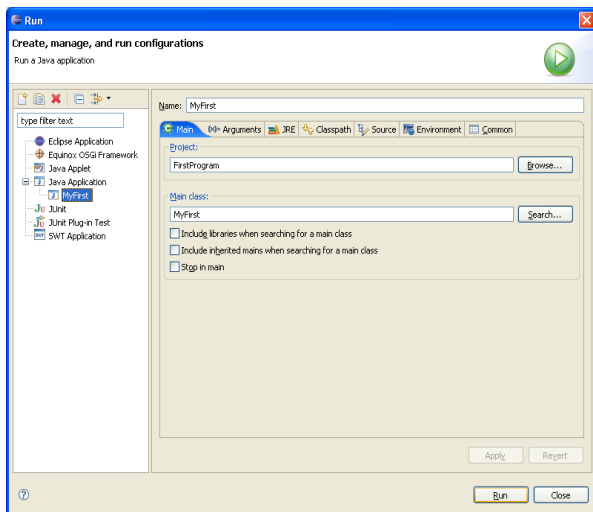 Run
Create, manage, and run configurations
Run a Java application
type filter text
Eclipse Application
Equinox OSGi Framework
Java Applet
Java Application
MyFirst
JUnit
JUnit Plug-in Test
SWT Application
Name: MyFirst
Main Arguments JRE Classpath Source Environment Common
Project:
FirstProgram Browse...
Main class:
MyFirst Search...
Include libraries when searching for a main class
Include inherited mains when searching for a main class
Stop in main
Apply Revert
Run Close